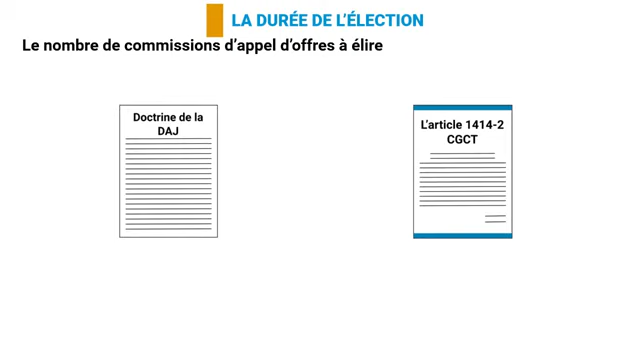 LA DURÉE DE L’ÉLECTION
Le nombre de commissions d’appel d’offres à élire
Doctrine de la
DAJ
L’article 1414-2
CGCT